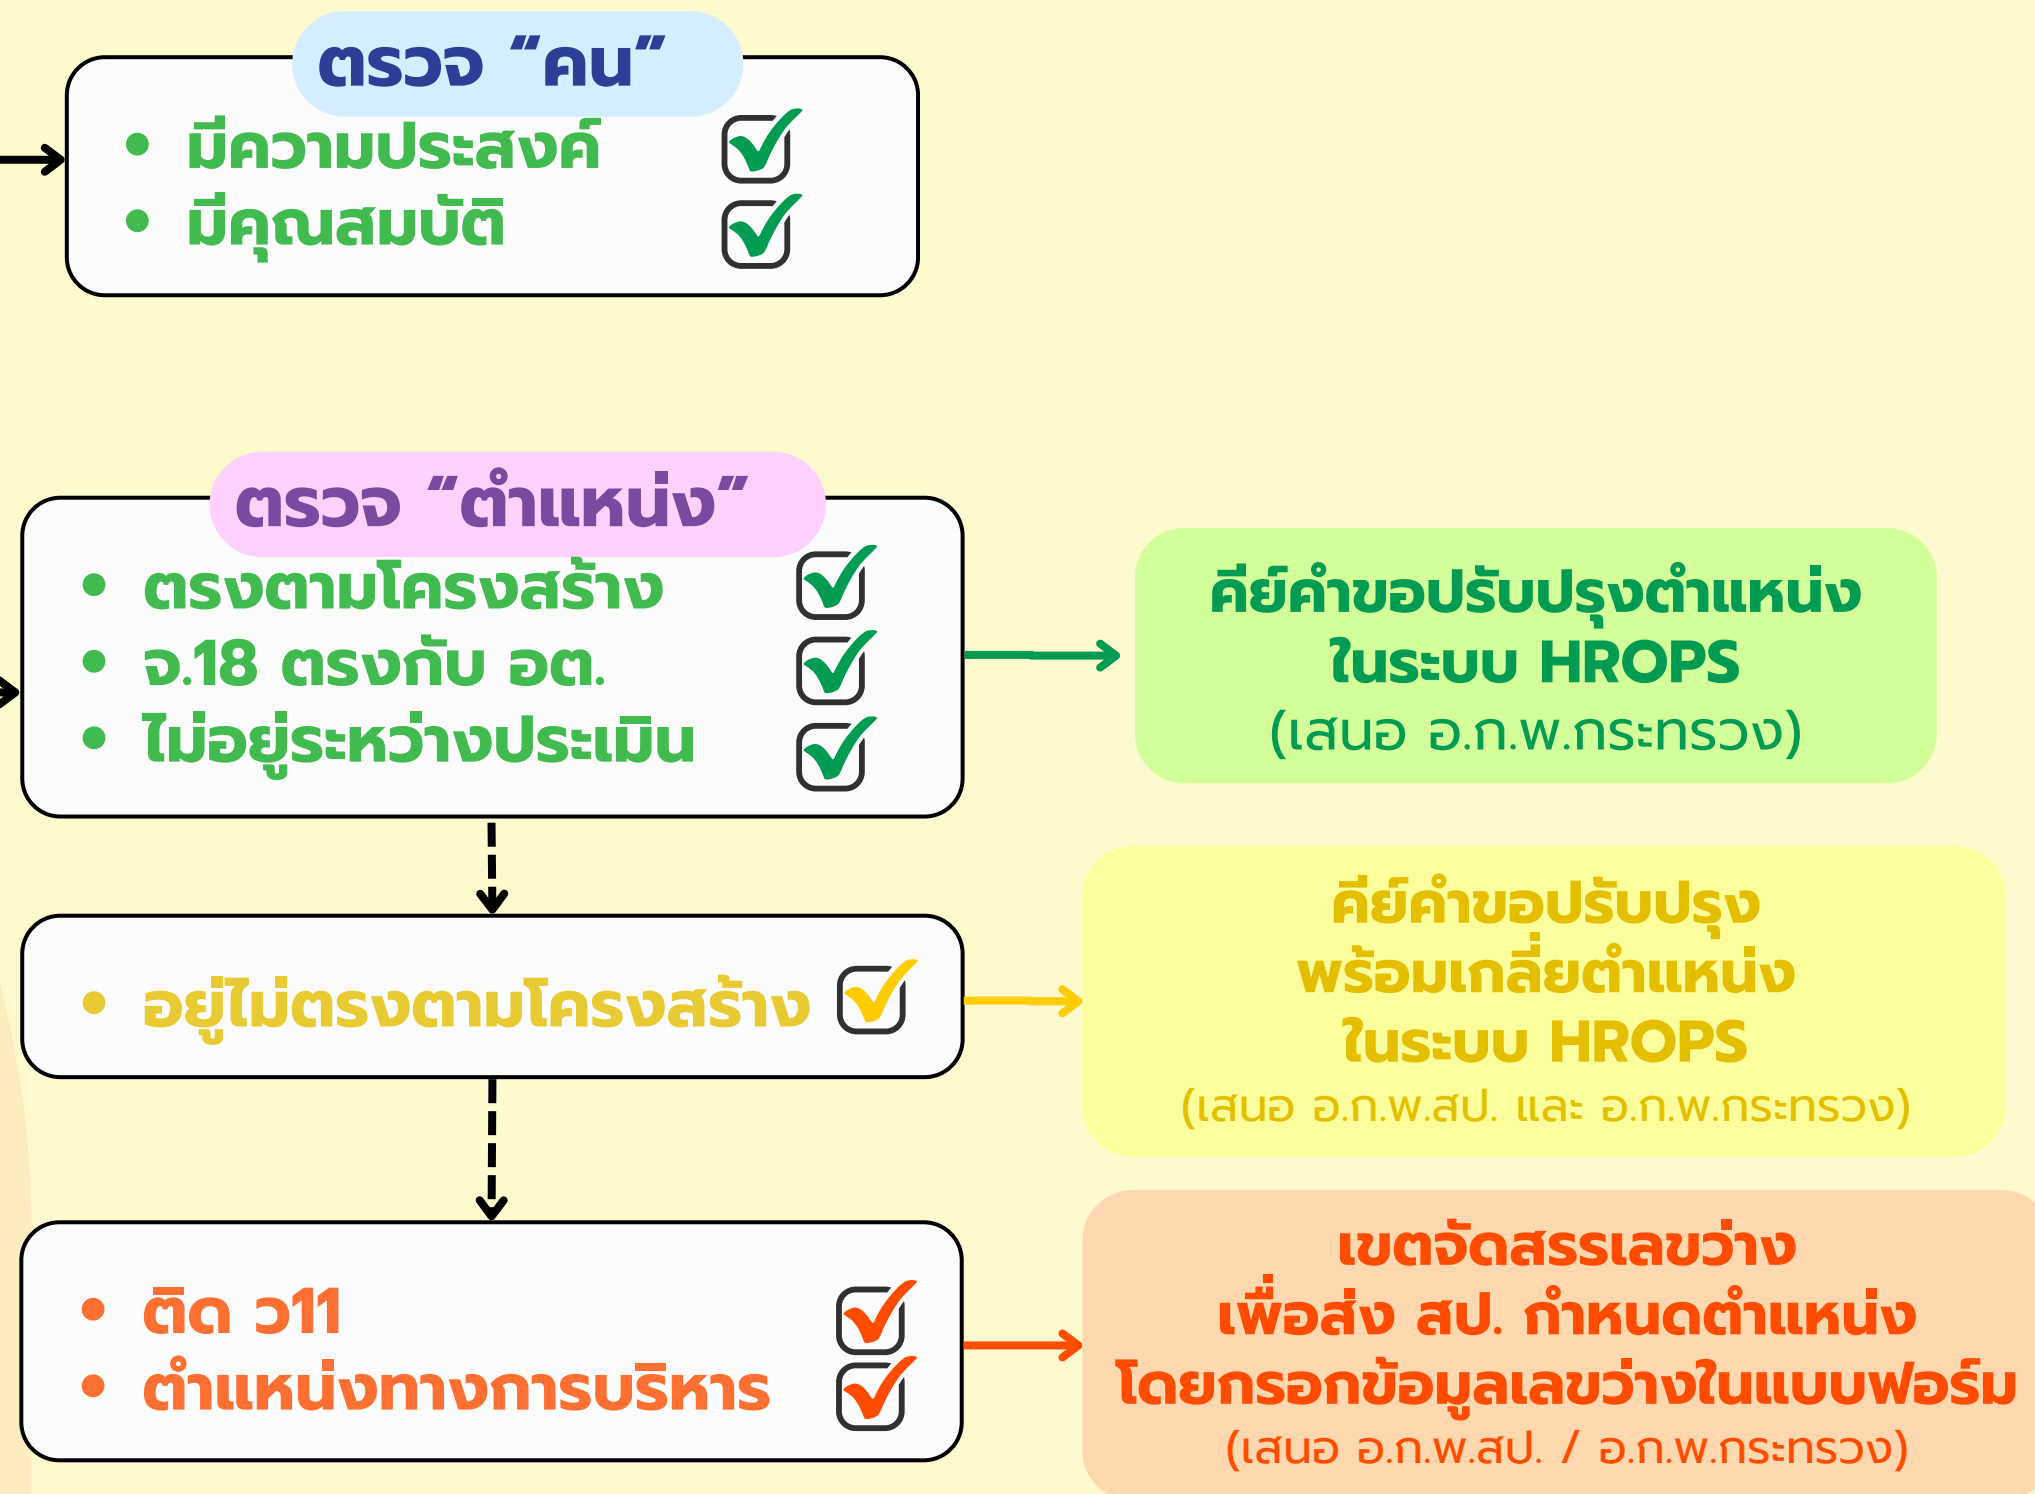 ตรวจ “คน”
• มีความประสงค์
• มีคุณสมบัติ
ตรวจ “ตำแหน่ง”
• ตรงตามโครงสร้าง
• จ.18 ตรงกับ อต.
• ไม่อยู่ระหว่างประเมิน
คีย์คำขอปรับปรุงตำแหน่ง
ในระบบ HROPS
(เสนอ อ.ก.พ.กระทรวง)
• อยู่ไม่ตรงตามโครงสร้าง
คีย์คำขอปรับปรุง
พร้อมเกลี่ยตำแหน่ง
ในระบบ HROPS
(เสนอ อ.ก.พ.สป. และ อ.ก.พ.กระทรวง)
• ติด ว11
• ตำแหน่งทางการบริหาร
เขตจัดสรรเลขว่าง
เพื่อส่ง สป. กำหนดตำแหน่ง
โดยกรอกข้อมูลเลขว่างในแบบฟอร์ม
(เสนอ อ.ก.พ.สป. / อ.ก.พ.กระทรวง)